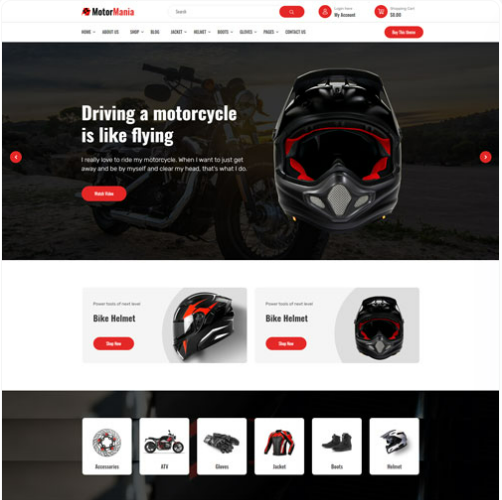 MotorMania
Search
Login here
My Account
Shopping Cart
$0.00
HOME
ABOUT US
SHOP
BLOG
JACKET
HELMET
BOOTS
GLOVES
PAGES
CONTACT US
Buy This Theme
Driving a motorcycle
is like flying
I really love to ride my motorcycle. When I want to just get
away and be by myself and clear my head, that's what I do.
Watch Video
Power tools of next level
Bike Helmet
Shop Now
Power tools of next level
Bike Helmet
Shop Now
Accessories
ATV
Gloves
Jacket
Boots
Helmet